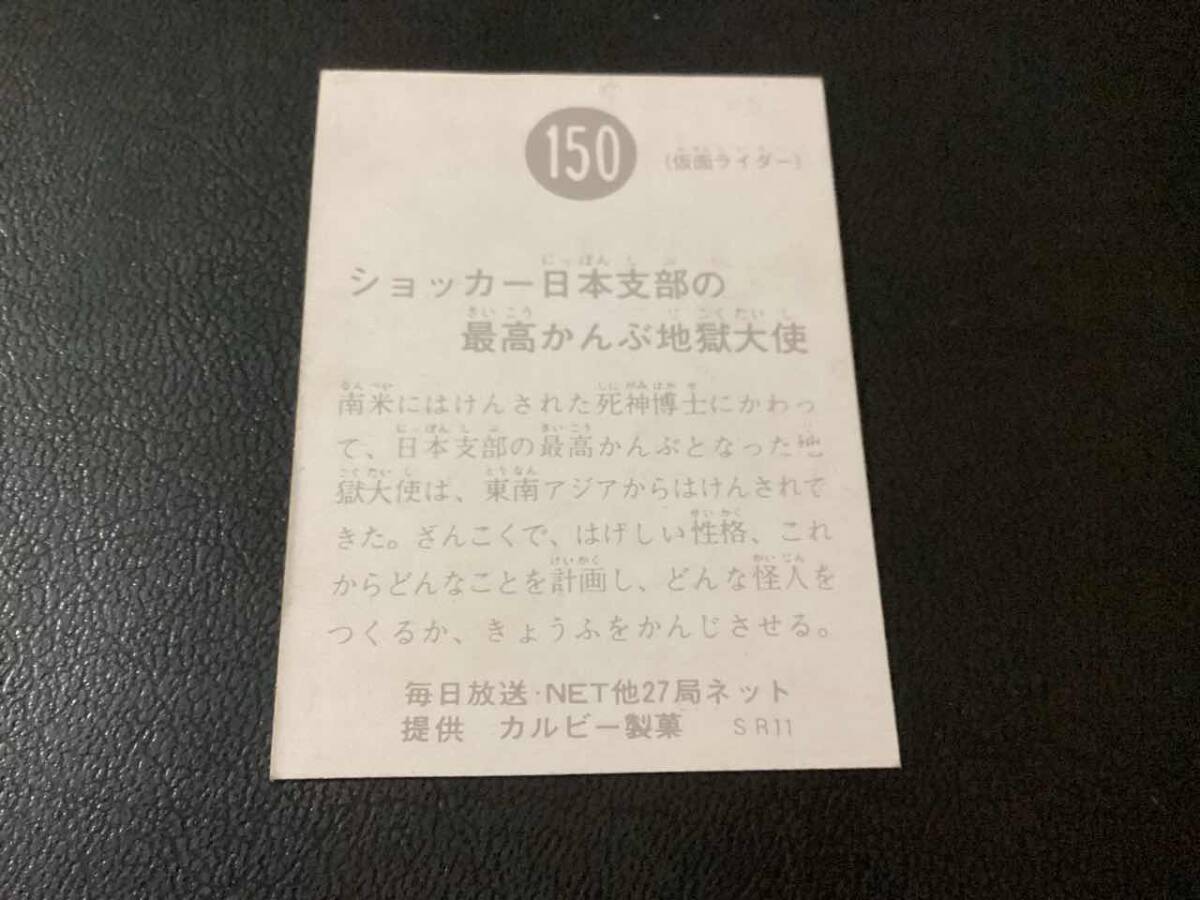 150
(仮面ライダー)
ショッカー日本支部の
最高かんぶ地獄大使
南米にはけんされた死神博士にかわっ
て、日本支部の最高かんぶとなった地
獄大使は、東南アジアからはけんされて
きた。ざんこくで、はげしい性格、これ
からどんなことを計画し、どんな怪人を
つくるか、きょうふをかんじさせる。
毎日放送·NET他27局ネット
提供　カルビー製菓　SR11